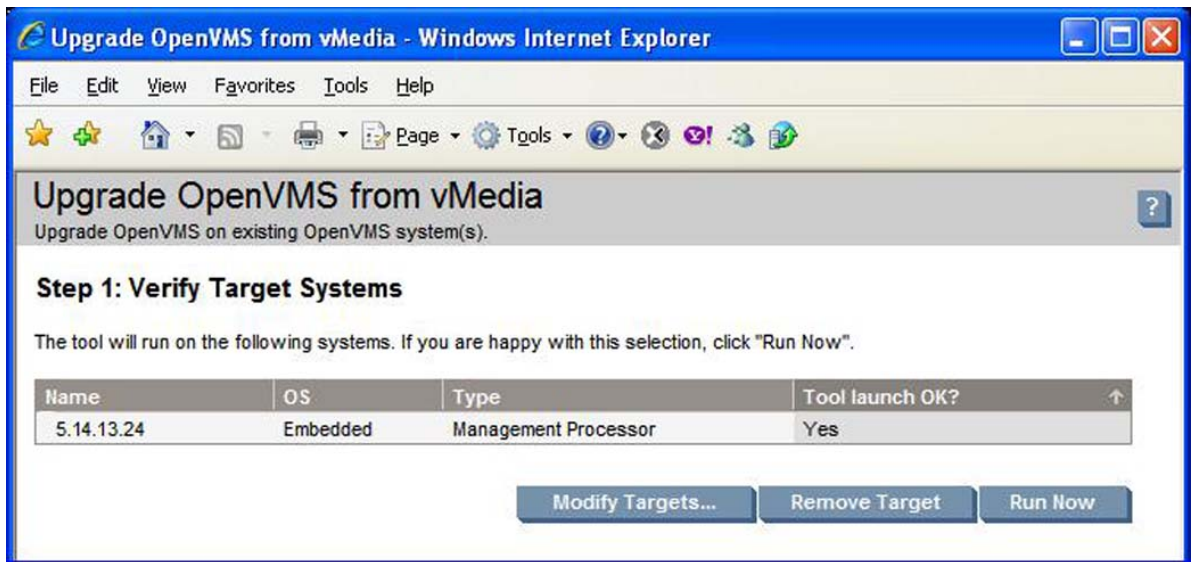 Upgrade OpenVMS from vMedia - Windows Internet Explorer
File Edit View Favorites Tools Help
Page Tools
Upgrade OpenVMS from vMedia
Upgrade OpenVMS on existing OpenVMS system(s).
?
Step 1: Verify Target Systems
The tool will run on the following systems. If you are happy with this selection, click "Run Now".
Name OS Type Tool launch OK?
5.14.13.24 Embedded Management Processor Yes
Modify Targets... Remove Target Run Now